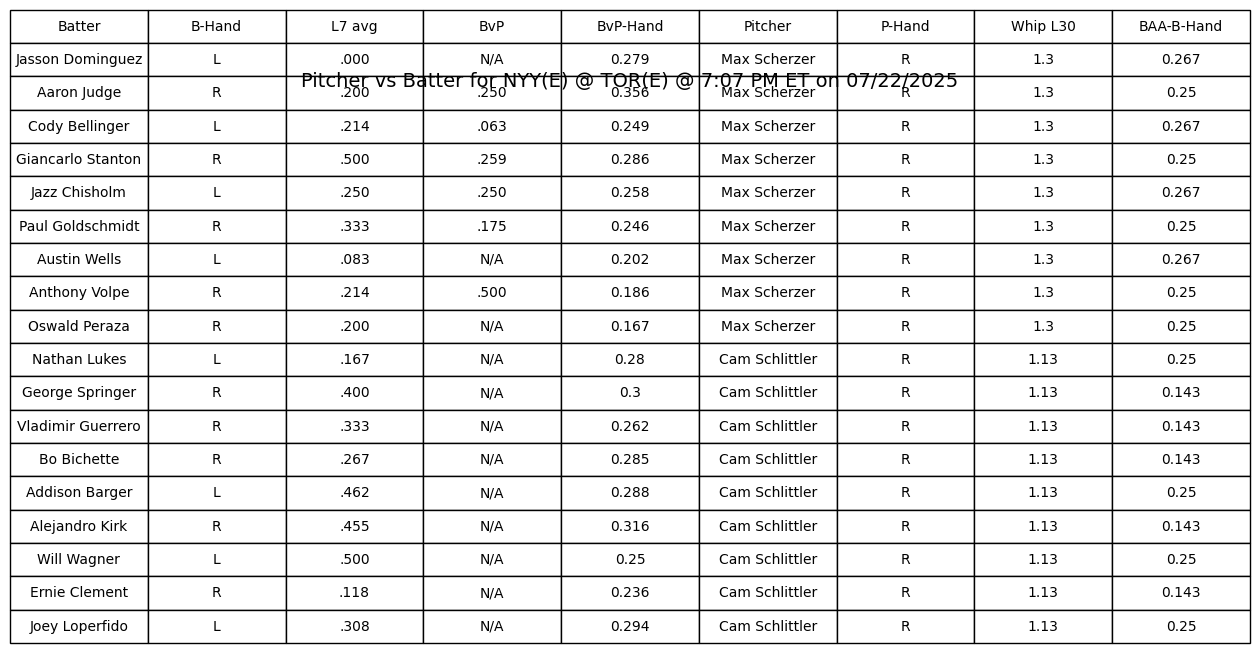 Batter B-Hand L7 avg BvP BvP-Hand Pitcher P-Hand Whip L30 BAA-B-Hand
Jasson Dominguez L .000 N/A 0.279 Max Scherzer R 1.3 0.267
Pitcher vs Batter for NYY(E) @ TOR(E) @ 7:07 PM ET on 07/22/2025
Aaron Judge R .200 .250 0.356 Max Scherzer R 1.3 0.25
Cody Bellinger L .214 .063 0.249 Max Scherzer R 1.3 0.267
Giancarlo Stanton R .500 .259 0.286 Max Scherzer R 1.3 0.25
Jazz Chisholm L .250 .250 0.258 Max Scherzer R 1.3 0.267
Paul Goldschmidt R .333 .175 0.246 Max Scherzer R 1.3 0.25
Austin Wells L .083 N/A 0.202 Max Scherzer R 1.3 0.267
Anthony Volpe R .214 .500 0.186 Max Scherzer R 1.3 0.25
Oswald Peraza R .200 N/A 0.167 Max Scherzer R 1.3 0.25
Nathan Lukes L .167 N/A 0.28 Cam Schlittler R 1.13 0.25
George Springer R .400 N/A 0.3 Cam Schlittler R 1.13 0.143
Vladimir Guerrero R .333 N/A 0.262 Cam Schlittler R 1.13 0.143
Bo Bichette R .267 N/A 0.285 Cam Schlittler R 1.13 0.143
Addison Barger L .462 N/A 0.288 Cam Schlittler R 1.13 0.25
Alejandro Kirk R .455 N/A 0.316 Cam Schlittler R 1.13 0.143
Will Wagner L .500 N/A 0.25 Cam Schlittler R 1.13 0.25
Ernie Clement R .118 N/A 0.236 Cam Schlittler R 1.13 0.143
Joey Loperfido L .308 N/A 0.294 Cam Schlittler R 1.13 0.25